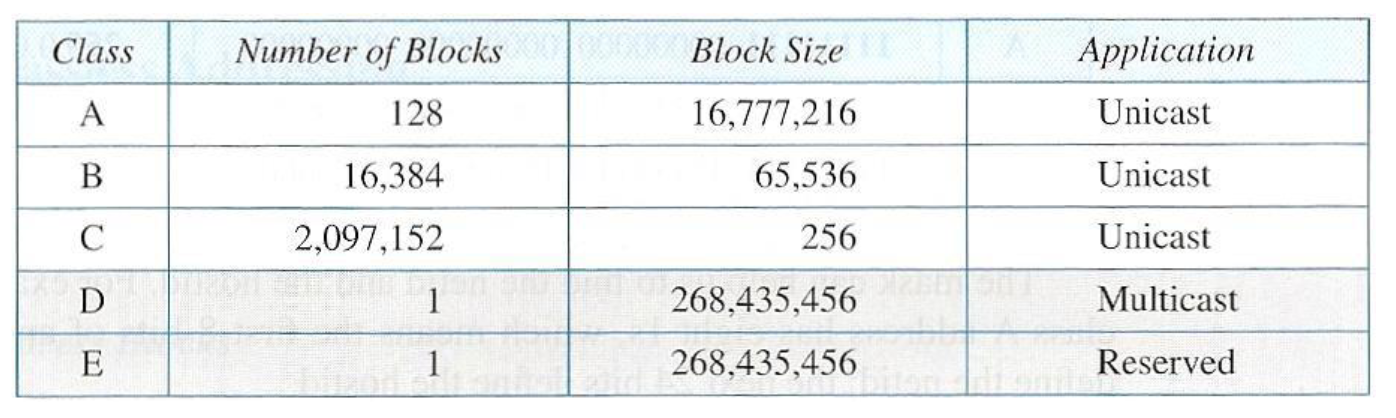 Class Number of Blocks Block Size Application
A 128 16,777,216 Unicast
B 16,384 65,536 Unicast
C 2,097,152 256 Unicast
D 1 268,435,456 Multicast
E 1 268,435,456 Reserved